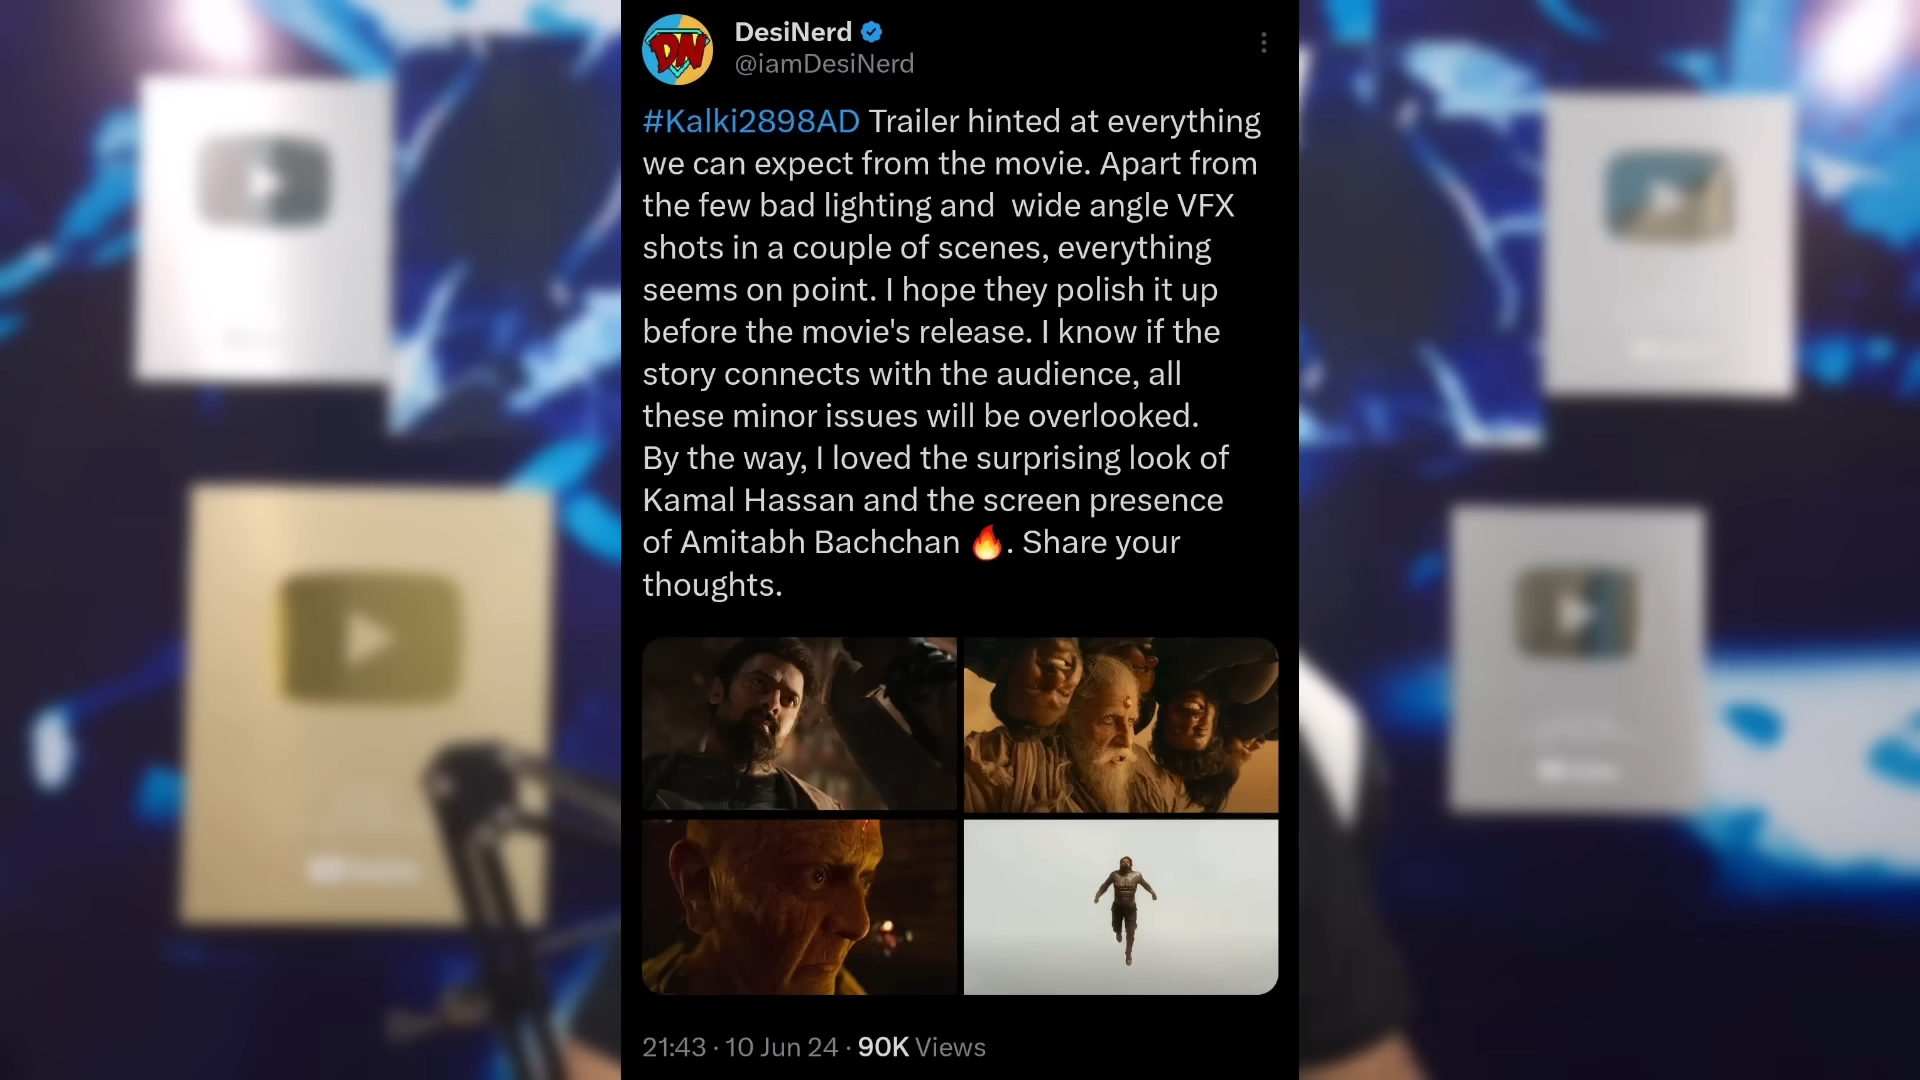 DN
DesiNerd
@iamDesiNerd
#Kalki2898AD Trailer hinted at everything
we can expect from the movie. Apart from
the few bad lighting and  wide angle VFX
shots in a couple of scenes, everything
seems on point. I hope they polish it up
before the movie's release. I know if the
story connects with the audience, all
these minor issues will be overlooked.
By the way, I loved the surprising look of
Kamal Hassan and the screen presence
of Amitabh Bachchan 🔥. Share your
thoughts.
21:43 · 10 Jun 24 · 90K Views